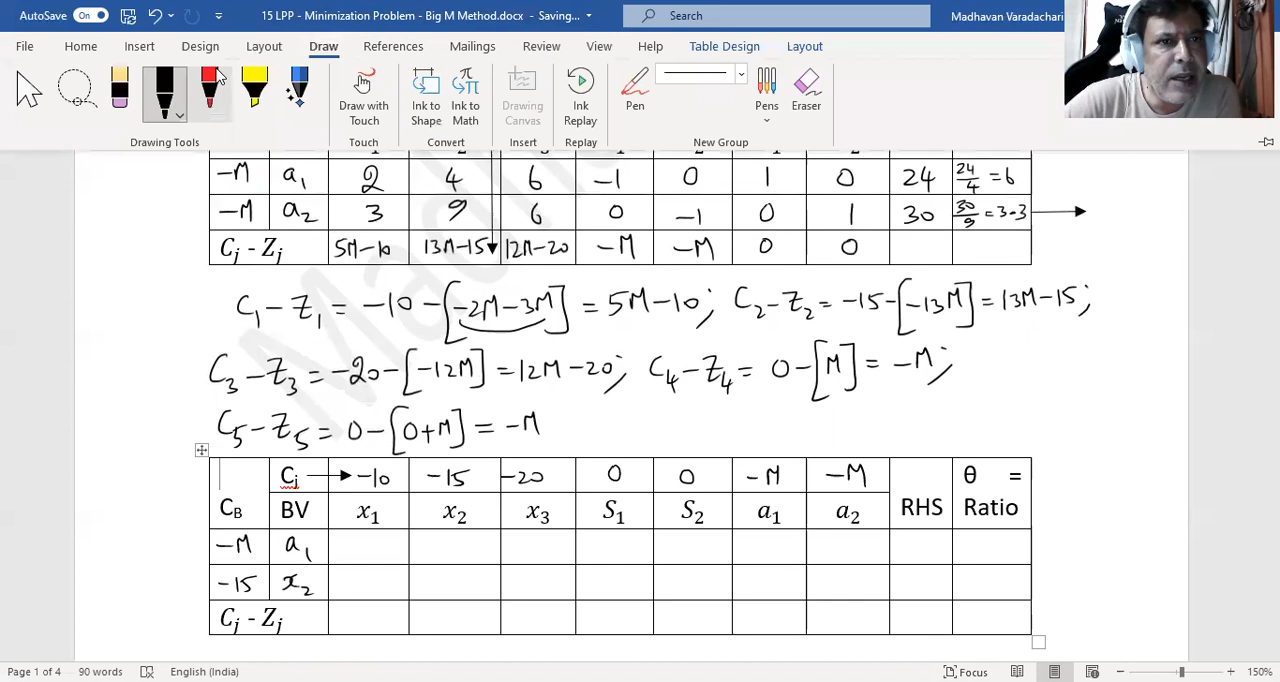 AutoSave On 15 LPP - Minimization Problem - Big M Method.docx - Saving... Search Madhavan Varadachari
File Home Insert Draw Design Layout References Mailings Review View Help Table Design Layout
Draw with Touch Ink to Shape Ink to Math Drawing Canvas Ink Replay Pen Pens Eraser
Drawing Tools Touch Convert Insert Replay New Group
-M a₁ 2 4 6 -1 0 1 0 24 24/4 = 6
-M a₂ 3 9 6 0 -1 0 1 30 30/9 = 3.3
Cj - Zj 5M-10 13M-15 12M-20 -M -M 0 0
C₁-Z₁ = -10-[-2M-3M] = 5M-10; C₂-Z₂ = -15-[-13M] = 13M-15;
C₃-Z₃ = -20-[-12M] = 12M-20; C₄-Z₄ = 0-[M] = -M;
C₅-Z₅ = 0-[0+M] = -M
Cj → -10 -15 -20 0 0 -M -M θ =
C_B BV x₁ x₂ x₃ S₁ S₂ a₁ a₂ RHS Ratio
-M a₁
-15 x₂
Cj - Zj
Page 1 of 4 90 words English (India) Focus 150%